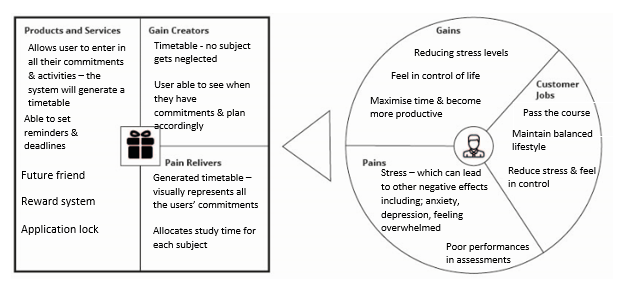 Products and Services
Allows user to enter in
all their commitments
& activities – the
system will generate a
timetable
Able to set
reminders &
deadlines
Future friend
Reward system
Application lock
Gain Creators
Timetable - no subject
gets neglected
User able to see when
they have
commitments & plan
accordingly
Pain Relivers
Generated timetable –
visually represents all
the users’ commitments
Allocates study time for
each subject
Gains
Reducing stress levels
Feel in control of life
Maximise time & become
more productive
Customer
Jobs
Pass the course
Maintain balanced
lifestyle
Reduce stress & feel
in control
Pains
Stress – which can lead
to other negative effects
including; anxiety,
depression, feeling
overwhelmed
Poor performances
in assessments